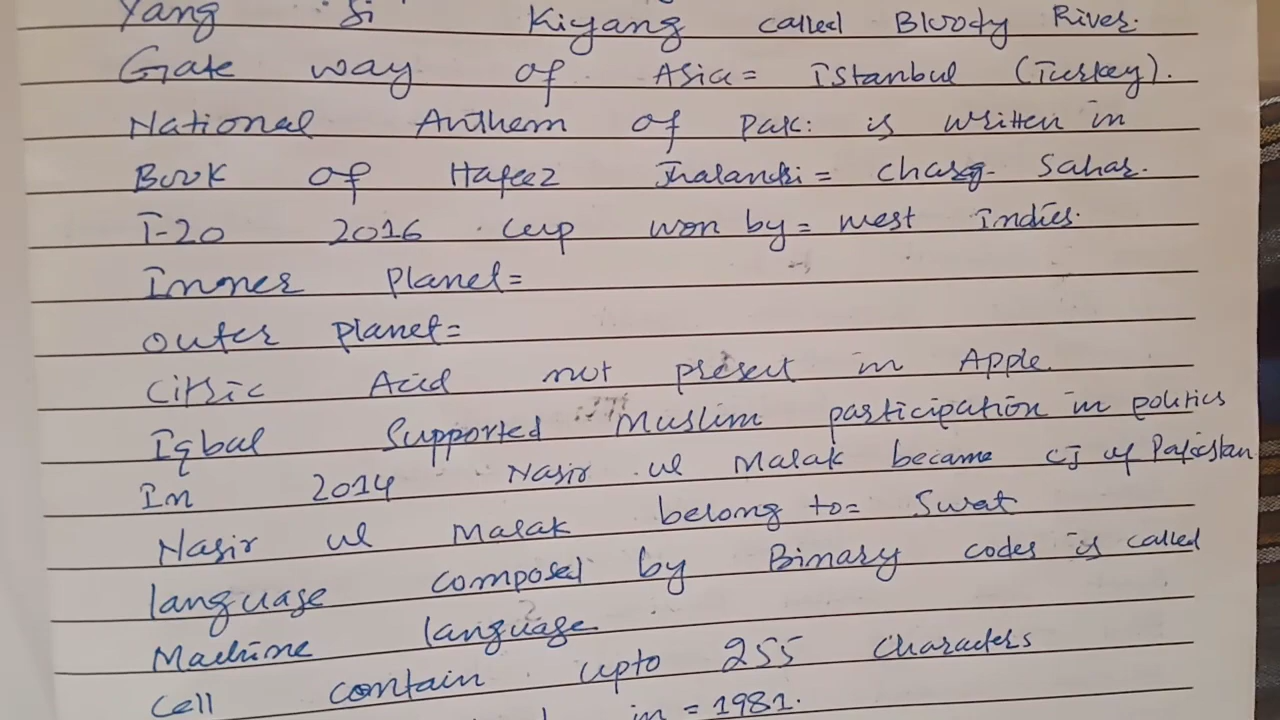 Yang Si Kiyang called Bloody River.
Gate way of Asia = Istanbul (Turkey).
National Anthem of Pak: is written in
Book of Hafeez Jhalandri = Sahar.
T-20 2016 cup won by = West Indies.
Inner Planet =
Outer Planet =
Citric Acid not present in Apple.
Iqbal Supported Muslim participation in politics
In 2014 Nasir ul Malak became CJ of Pakistan
Nasir ul Malak belong to = Swat
language composed by Binary codes is called
Machine language
Cell contain upto 255 characters
in = 1981.